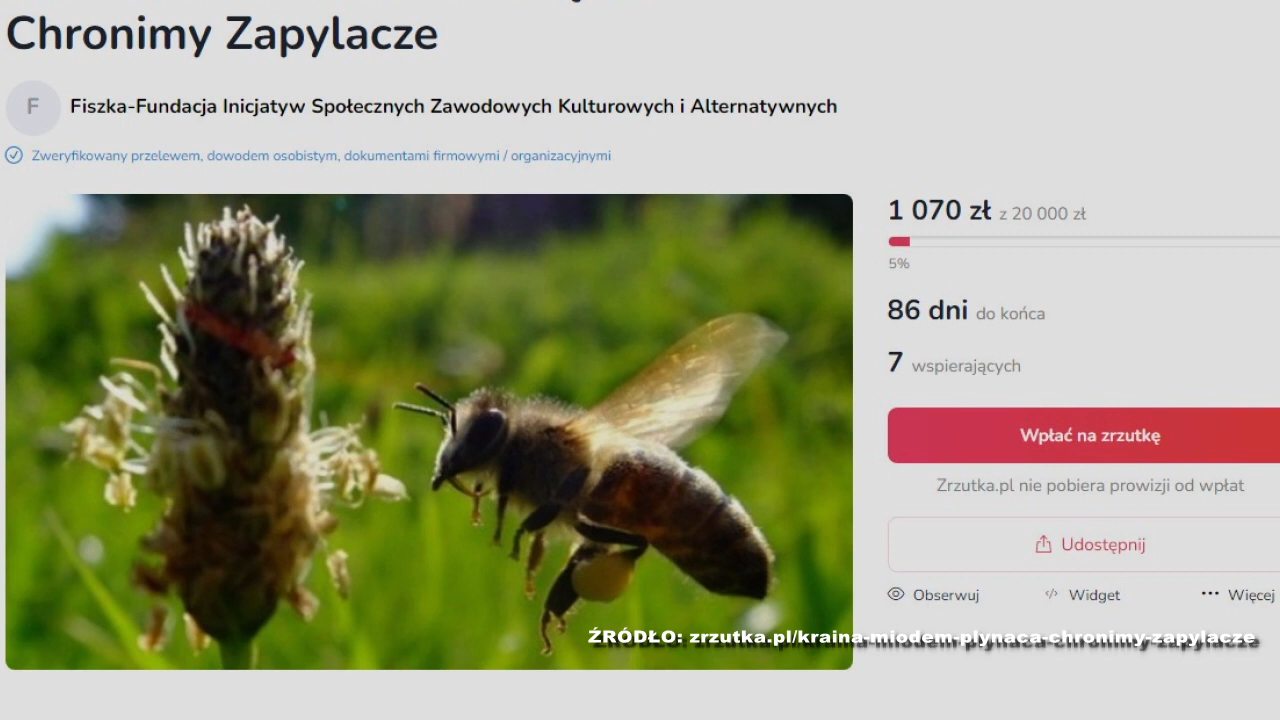 Chronimy Zapylacze
F
Fiszka-Fundacja Inicjatyw Społecznych Zawodowych Kulturowych i Alternatywnych
Zweryfikowany przelewem, dowodem osobistym, dokumentami firmowymi / organizacyjnymi
1 070 zł z 20 000 zł
5%
86 dni do końca
7 wspierających
Wpłać na zrzutkę
Zrzutka.pl nie pobiera prowizji od wpłat
Udostępnij
Obserwuj </> Widget ••• Więcej
ŹRÓDŁO: zrzutka.pl/kraina-miodem-plynaca-chronimy-zapylacze